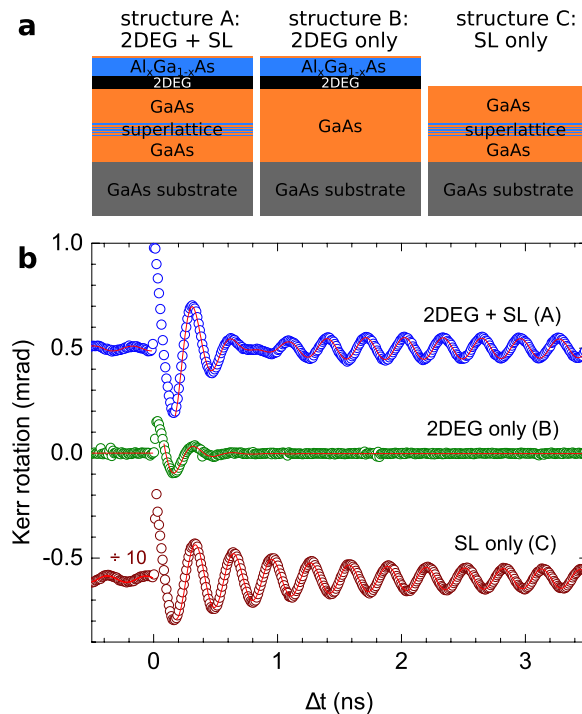 a
structure A:
2DEG + SL
structure B:
2DEG only
structure C:
SL only
AlxGa1-xAs
2DEG
GaAs
superlattice
GaAs
GaAs substrate
AlxGa1-xAs
2DEG
GaAs
GaAs substrate
GaAs
superlattice
GaAs
GaAs substrate
b
Kerr rotation (mrad)
1.0
0.5
0.0
-0.5
2DEG + SL (A)
2DEG only (B)
÷ 10
SL only (C)
0
1
2
3
Δt (ns)